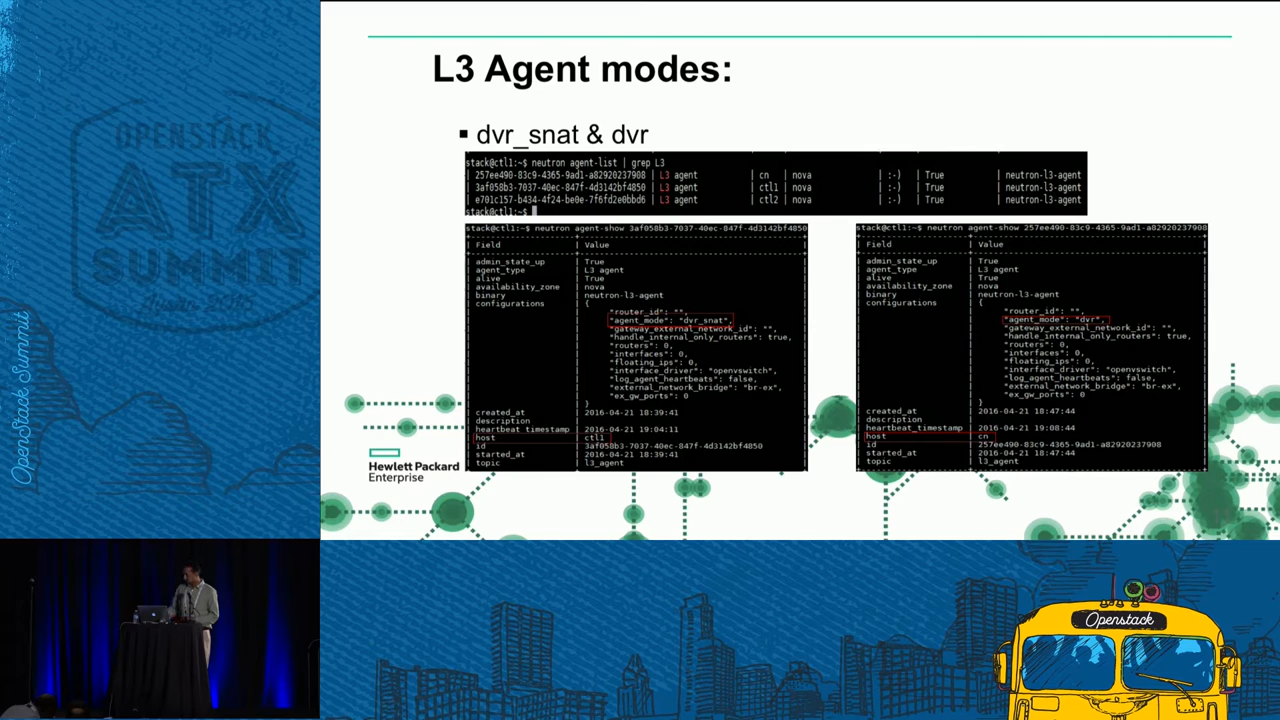 OPENSTACK
ATX
SUMMIT
OpenStack Summit
L3 Agent modes:
▪ dvr_snat & dvr
stack@ctl1:~$ neutron agent-list | grep L3
| 257ee490-83c9-4365-9ad1-a82920237908 | L3 agent | cn | nova | :-) | True | neutron-l3-agent
| 3af058b3-7037-40ec-847f-4d3142bf4850 | L3 agent | ctl1 | nova | :-) | True | neutron-l3-agent
| e701c157-b434-4f24-be0e-7f6fd2e0bbd6 | L3 agent | ctl2 | nova | :-) | True | neutron-l3-agent
stack@ctl1:~$
stack@ctl1:~$ neutron agent-show 3af058b3-7037-40ec-847f-4d3142bf4850
| Field | Value
| admin_state_up | True
| agent_type | L3 agent
| alive | True
| availability_zone | nova
| binary | neutron-l3-agent
| configurations | {
| | "router_id": "",
| | "agent_mode": "dvr_snat",
| | "gateway_external_network_id": "",
| | "handle_internal_only_routers": true,
| | "routers": 0,
| | "interfaces": 0,
| | "floating_ips": 0,
| | "interface_driver": "openvswitch",
| | "log_agent_heartbeats": false,
| | "external_network_bridge": "br-ex",
| | "ex_gw_ports": 0
| | }
| created_at | 2016-04-21 18:39:41
| description |
| heartbeat_timestamp | 2016-04-21 19:04:11
| host | ctl1
| id | 3af058b3-7037-40ec-847f-4d3142bf4850
| started_at | 2016-04-21 18:39:41
| topic | l3_agent
stack@ctl1:~$ neutron agent-show 257ee490-83c9-4365-9ad1-a82920237908
| Field | Value
| admin_state_up | True
| agent_type | L3 agent
| alive | True
| availability_zone | nova
| binary | neutron-l3-agent
| configurations | {
| | "router_id": "",
| | "agent_mode": "dvr",
| | "gateway_external_network_id": "",
| | "handle_internal_only_routers": true,
| | "routers": 0,
| | "interfaces": 0,
| | "floating_ips": 0,
| | "interface_driver": "openvswitch",
| | "log_agent_heartbeats": false,
| | "external_network_bridge": "br-ex",
| | "ex_gw_ports": 0
| | }
| created_at | 2016-04-21 18:47:44
| description |
| heartbeat_timestamp | 2016-04-21 19:08:44
| host | cn
| id | 257ee490-83c9-4365-9ad1-a82920237908
| started_at | 2016-04-21 18:47:44
| topic | l3_agent
Hewlett Packard
Enterprise
Openstack